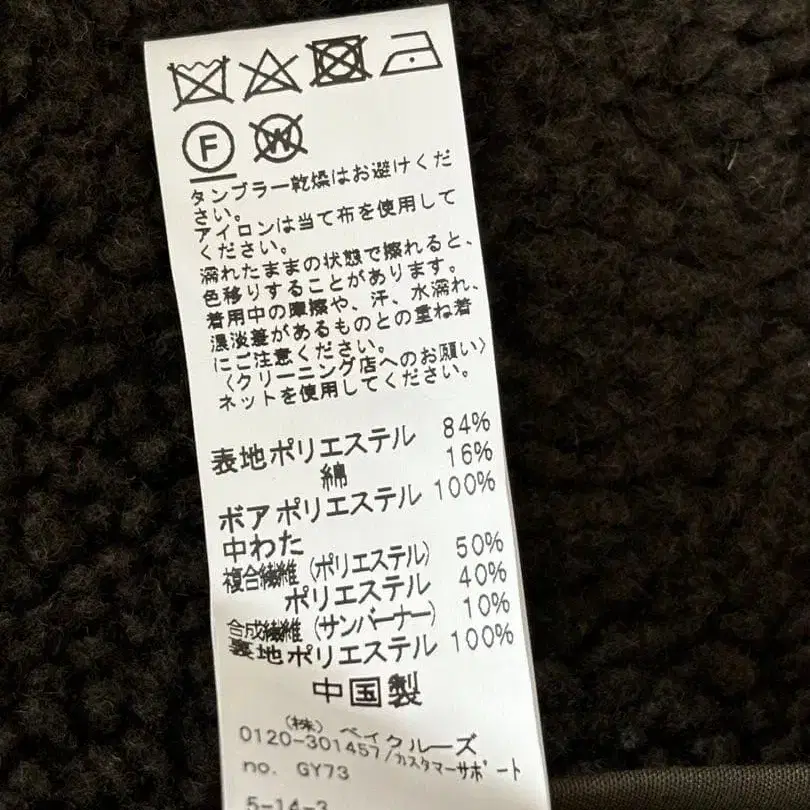 F W
タンブラー乾燥はお避けくだ
さい。
アイロンは当て布を使用して
ください。
濡れたままの状態で擦れると、
色移りすることがあります。
着用中の摩擦や、汗、水濡れ、
濃淡差があるものとの重ね着
にご注意ください。
〈クリーニング店へのお願い〉
ネットを使用してください。
表地ポリエステル 84%
綿 16%
ボアポリエステル 100%
中わた
複合繊維(ポリエステル) 50%
ポリエステル 40%
合成繊維(サンバーナー) 10%
裏地ポリエステル 100%
中国製
(株) ベイクルーズ
0120-301457/カスタマーサポート
no. GY73
5-14-3